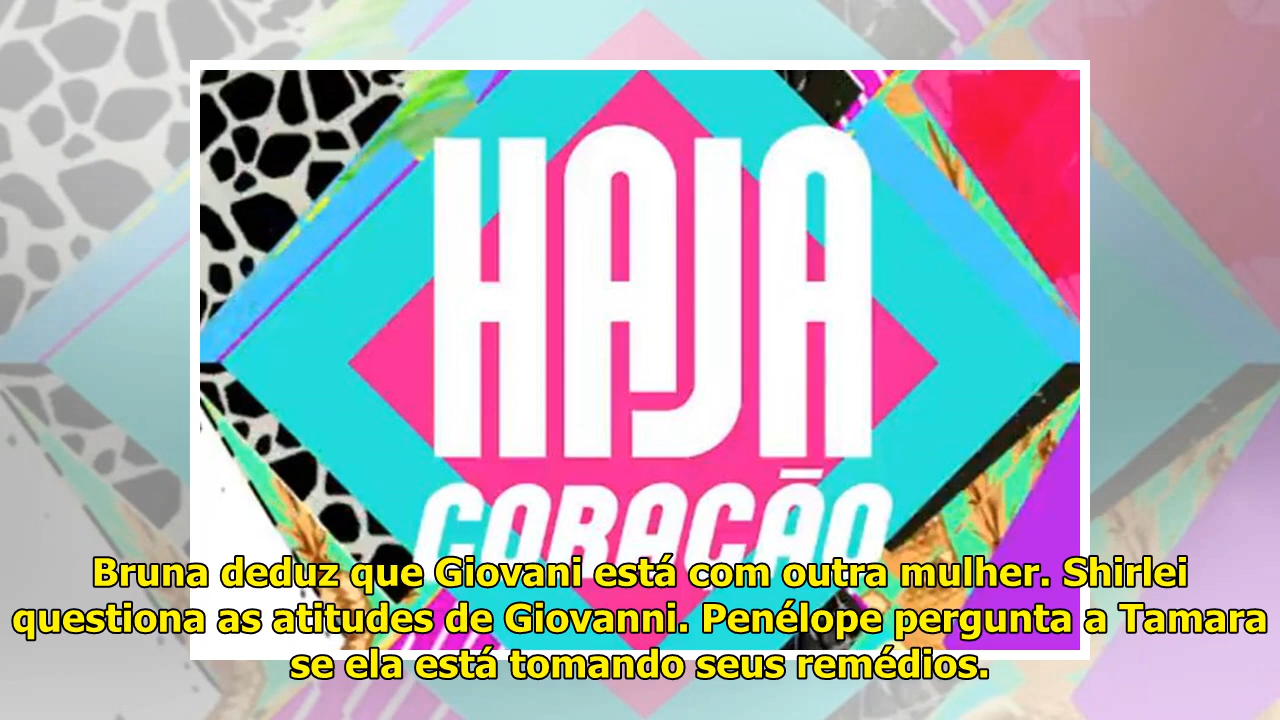 HAJA
CORAÇÃO
Bruna deduz que Giovani está com outra mulher. Shirlei
questiona as atitudes de Giovanni. Penélope pergunta a Tamara
se ela está tomando seus remédios.